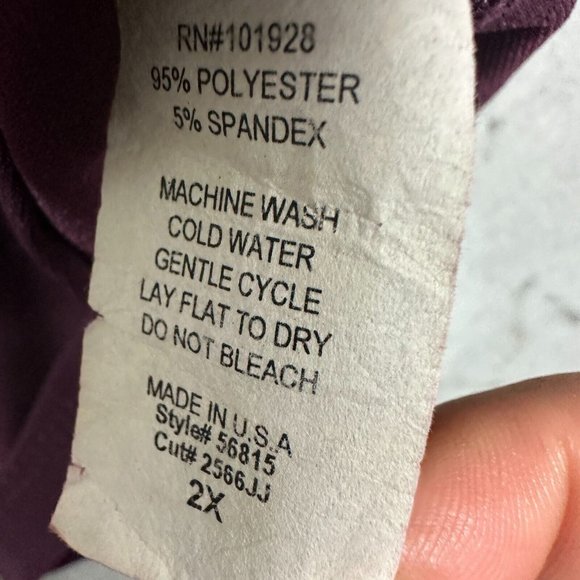 RN#101928
95% POLYESTER
5% SPANDEX
MACHINE WASH
COLD WATER
GENTLE CYCLE
LAY FLAT TO DRY
DO NOT BLEACH
MADE IN U.S.A
Style# 56815
Cut# 2566JJ
2X